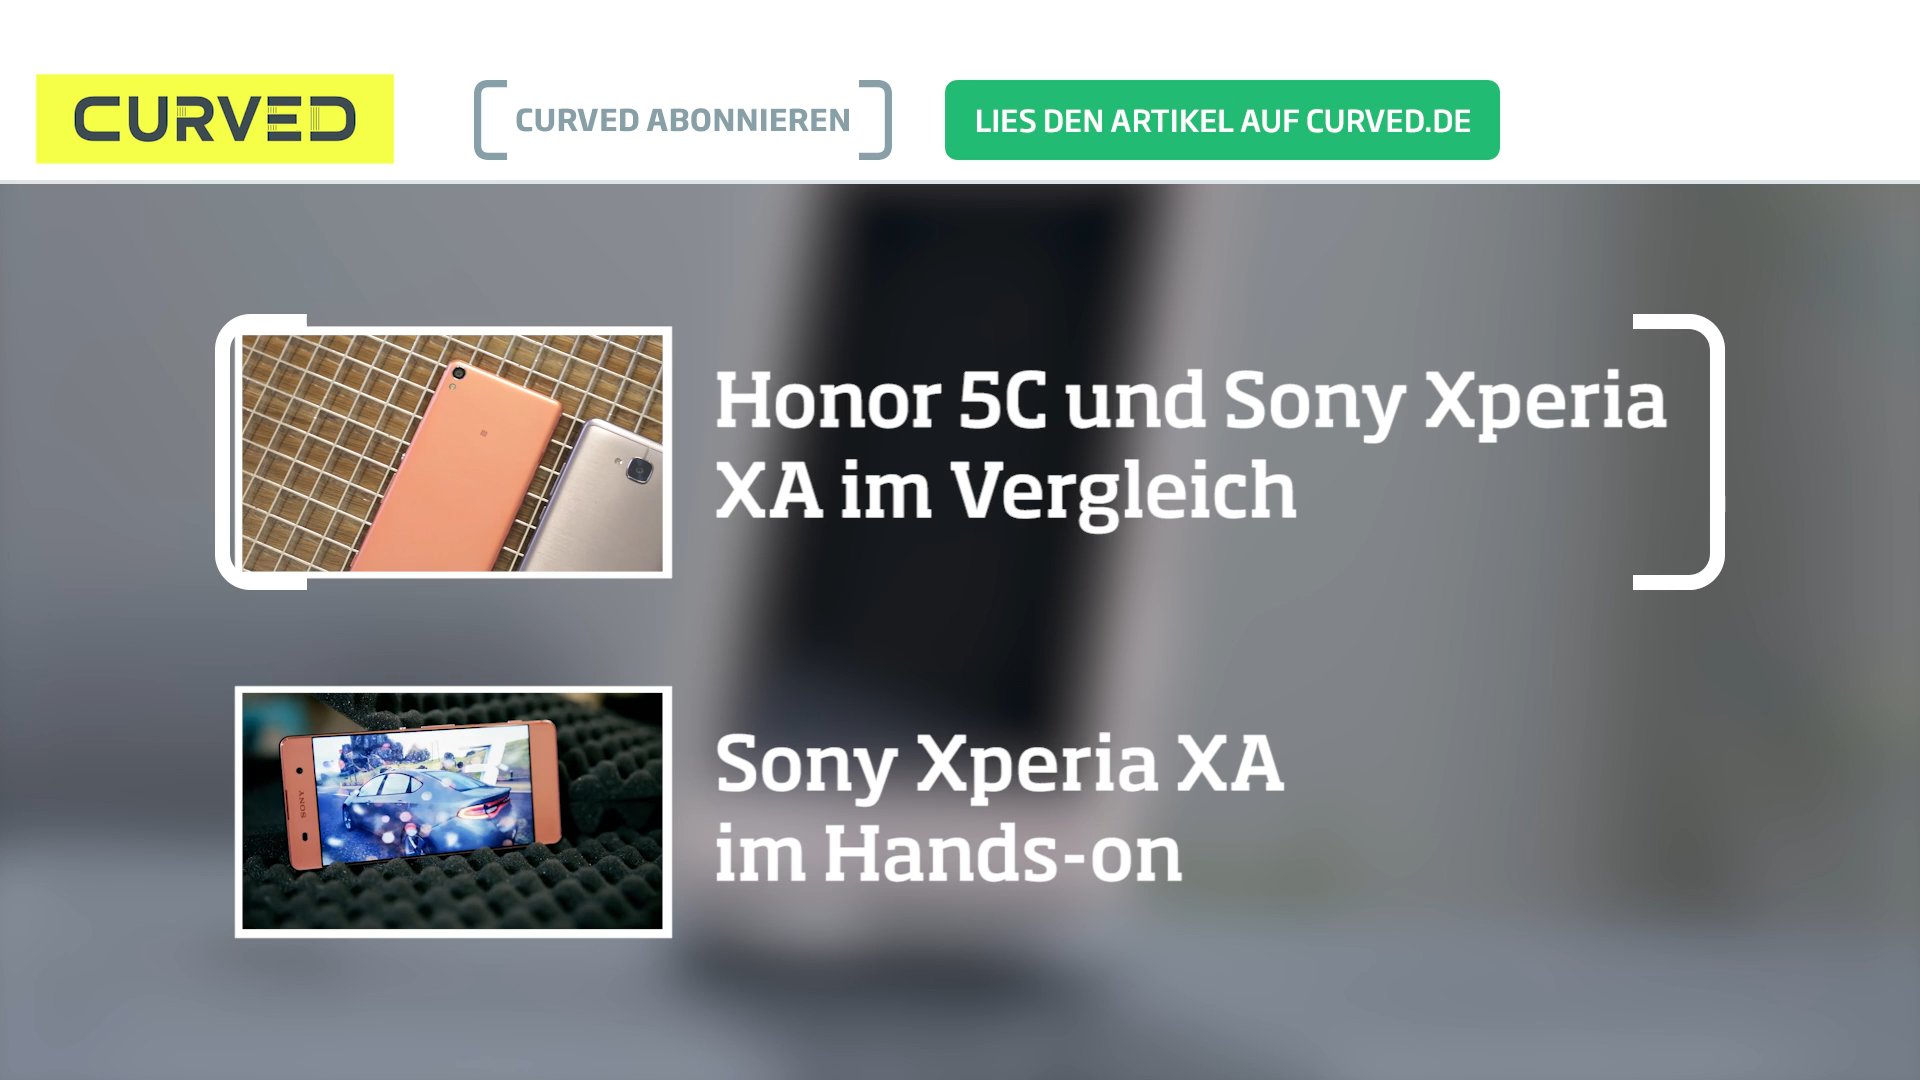 CURVED
CURVED ABONNIEREN
LIES DEN ARTIKEL AUF CURVED.DE
Honor 5C und Sony Xperia
XA im Vergleich
SONY
Sony Xperia XA
im Hands-on